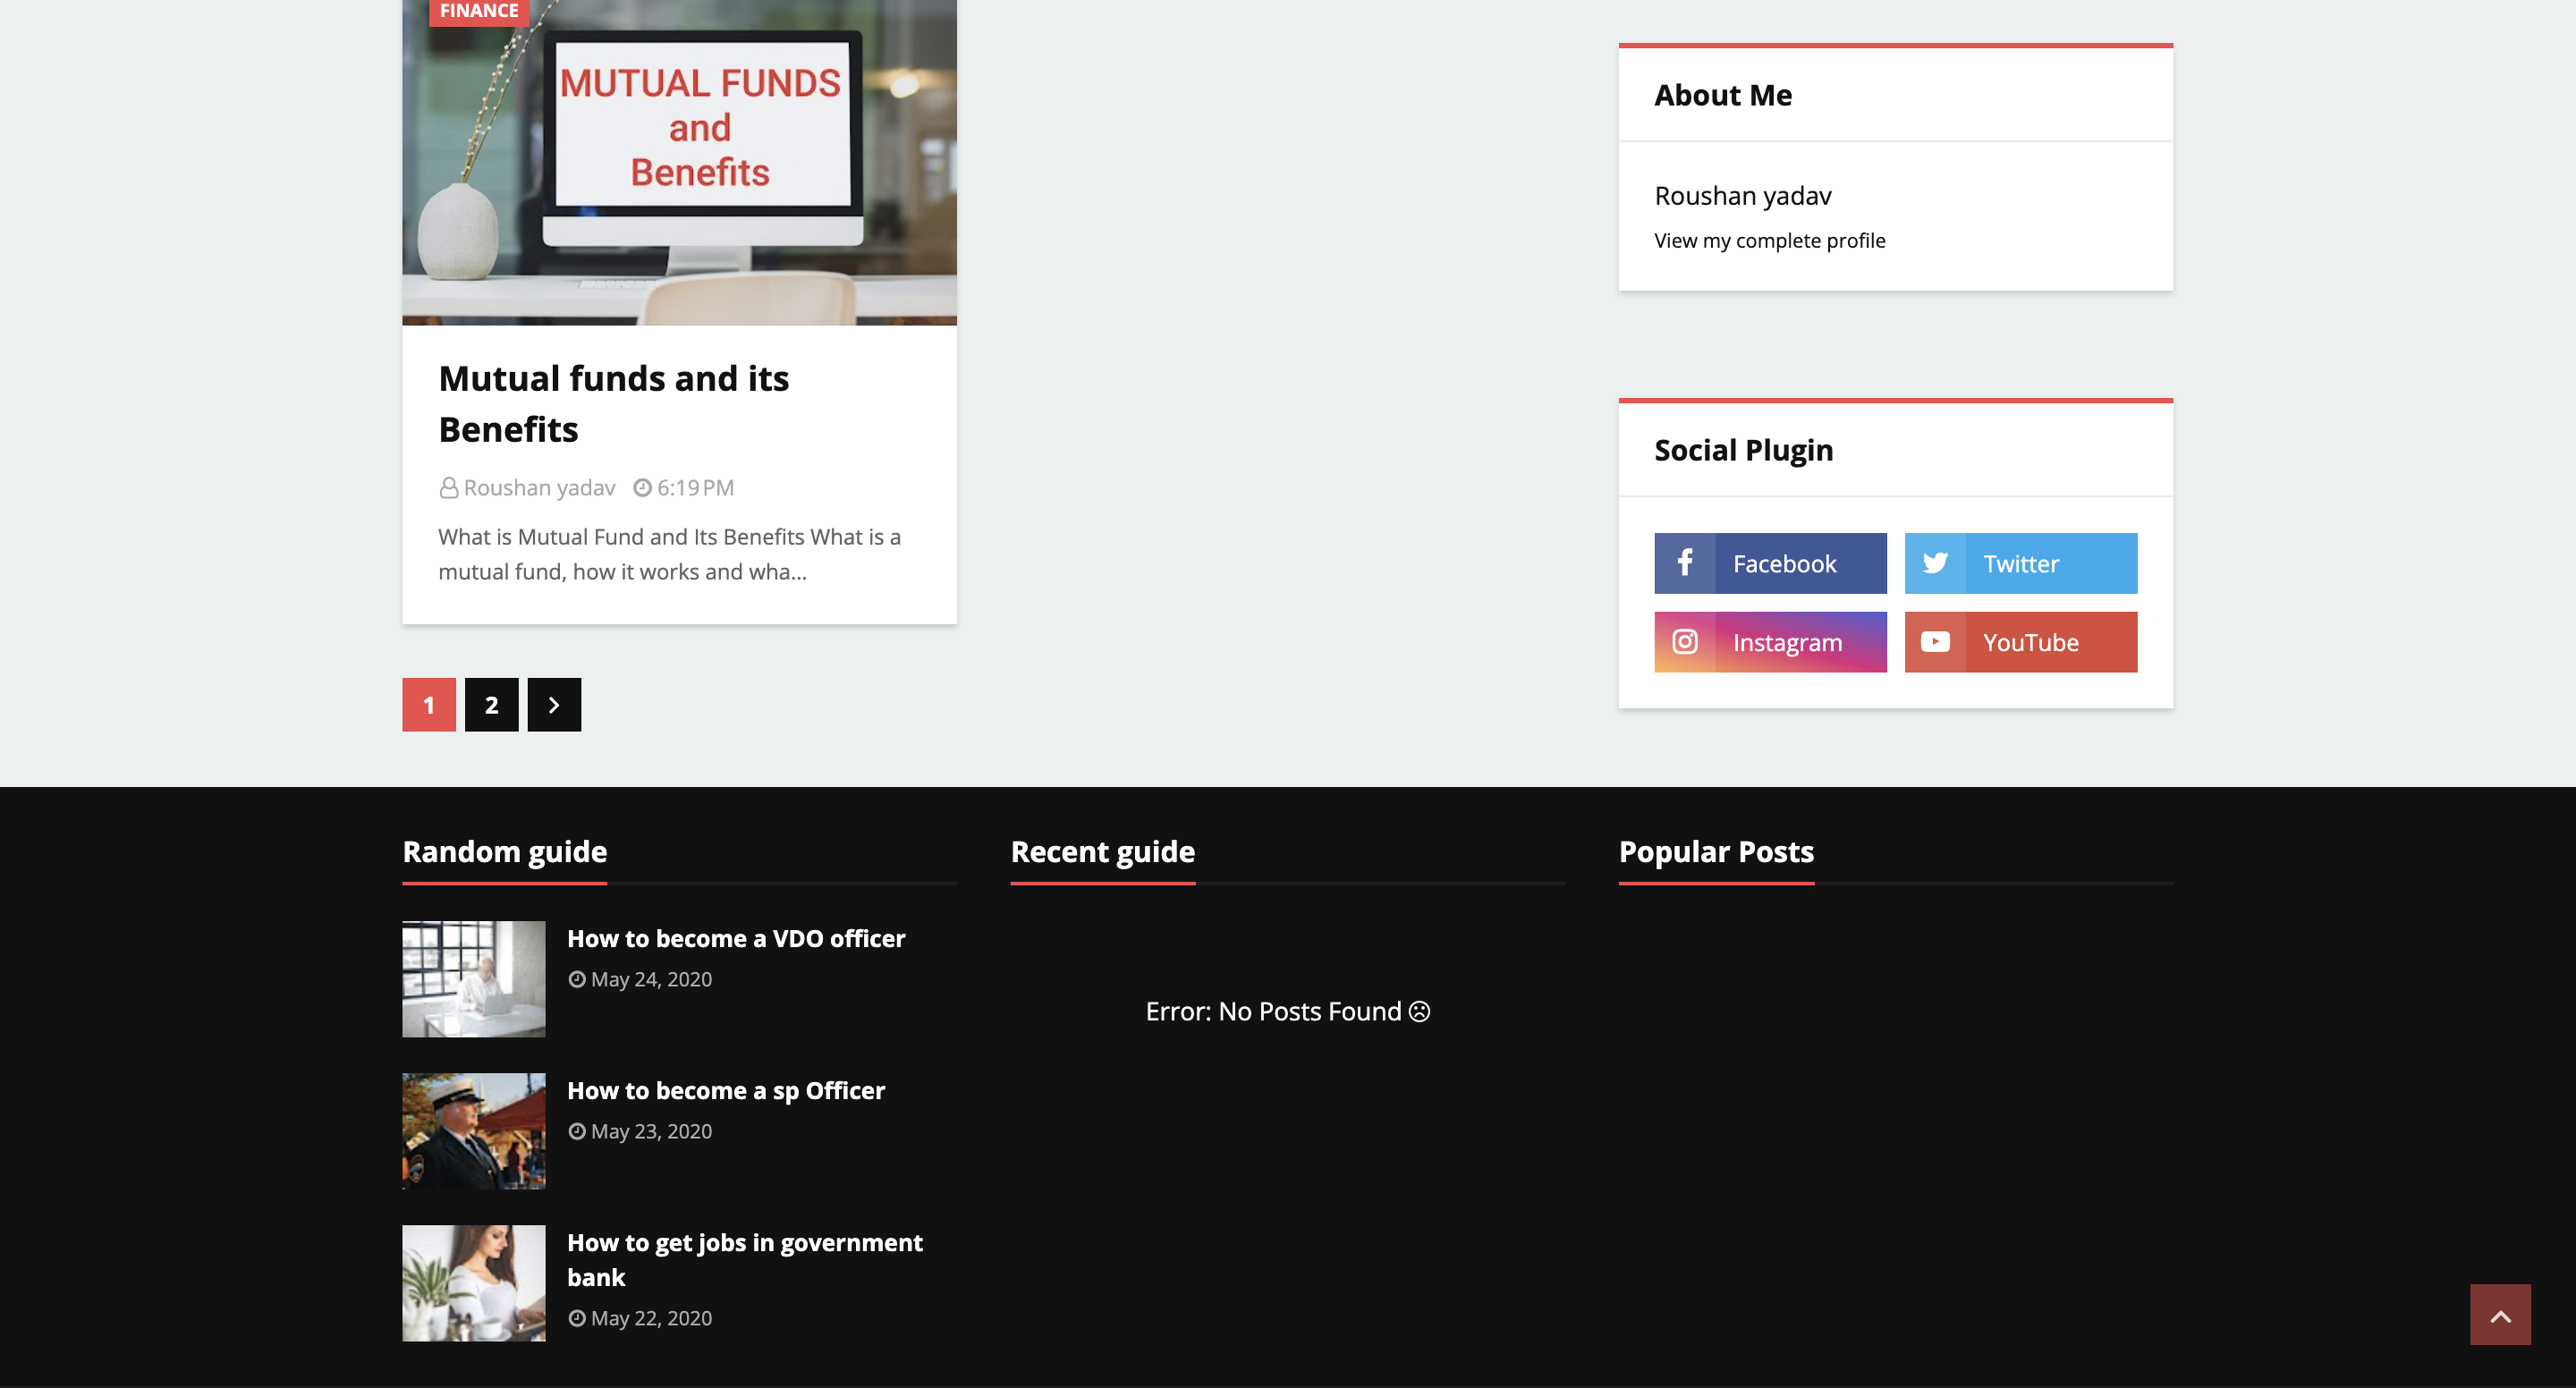 FINANCE
MUTUAL FUNDS
and
Benefits
Mutual funds and its
Benefits
Roushan yadav 6:19 PM
What is Mutual Fund and Its Benefits What is a
mutual fund, how it works and wha...
1 2
About Me
Roushan yadav
View my complete profile
Social Plugin
Facebook
Twitter
Instagram
YouTube
Random guide
How to become a VDO officer
May 24, 2020
How to become a sp Officer
May 23, 2020
How to get jobs in government
bank
May 22, 2020
Recent guide
Error: No Posts Found
Popular Posts